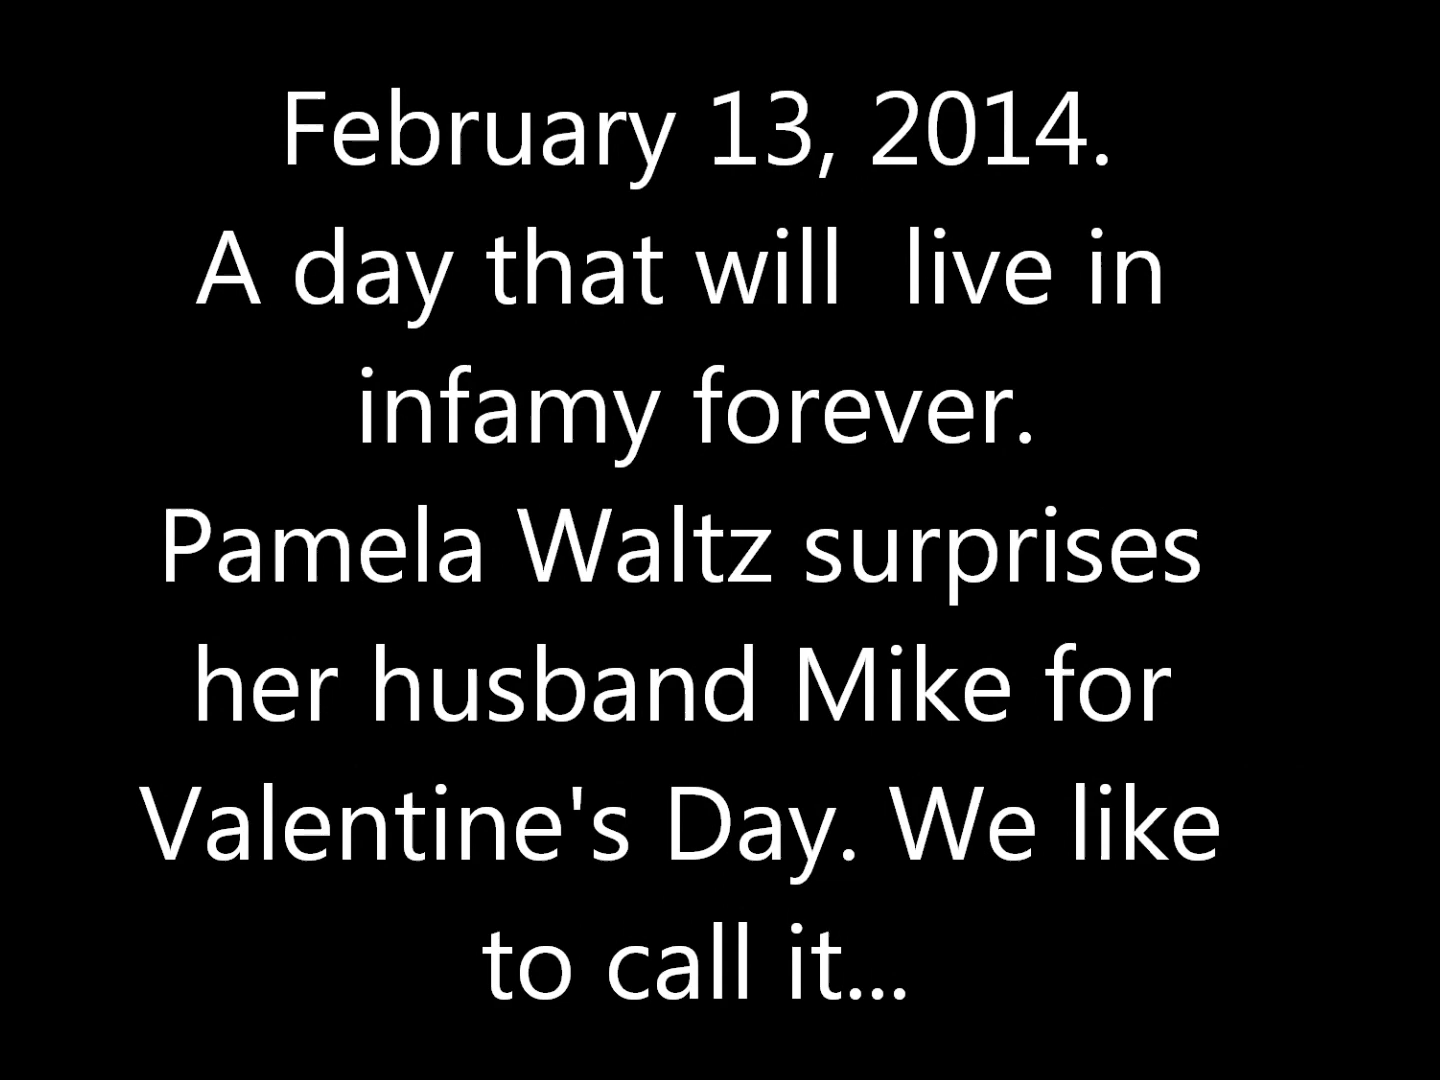 February 13, 2014.
A day that will  live in
infamy forever.
Pamela Waltz surprises
her husband Mike for
Valentine's Day. We like
to call it...